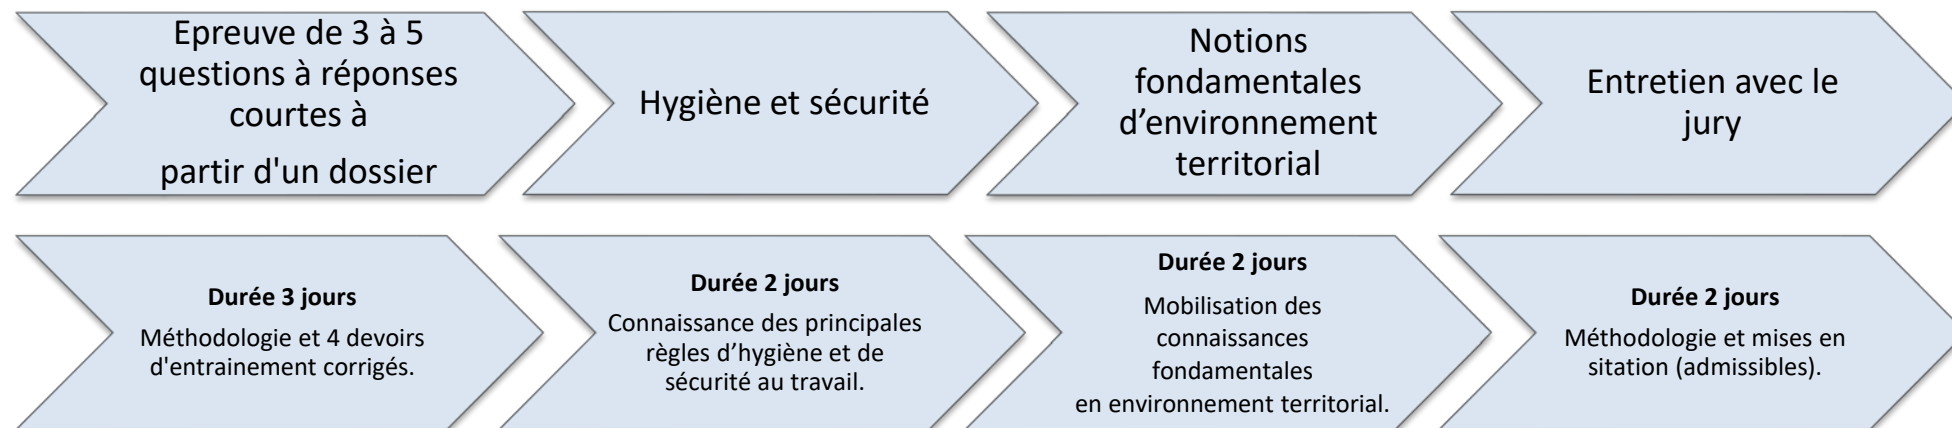 Epreuve de 3 à 5
questions à réponses
courtes à
partir d'un dossier
Hygiène et sécurité
Notions
fondamentales
d’environnement
territorial
Entretien avec le
jury
Durée 3 jours
Méthodologie et 4 devoirs
d'entrainement corrigés.
Durée 2 jours
Connaissance des principales
règles d’hygiène et de
sécurité au travail.
Durée 2 jours
Mobilisation des
connaissances
fondamentales
en environnement territorial.
Durée 2 jours
Méthodologie et mises en
sitation (admissibles).